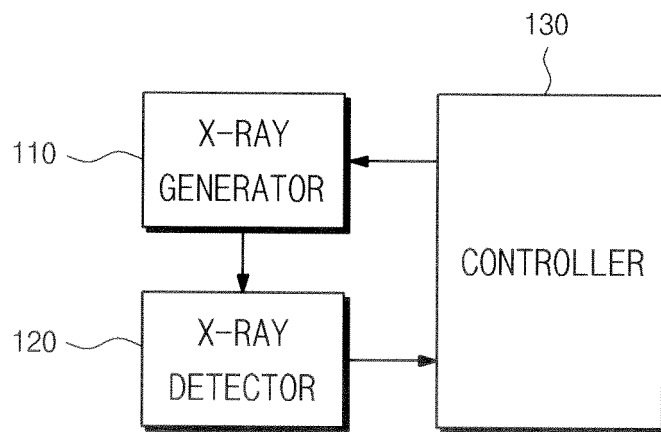 130
110
X-RAY
GENERATOR
CONTROLLER
120
X-RAY
DETECTOR